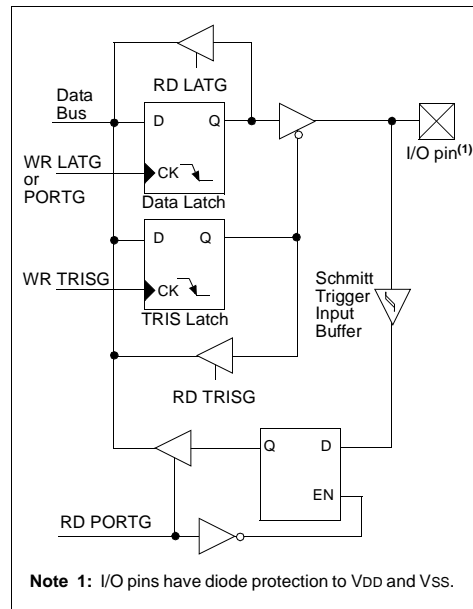 RD LATG
Data
Bus
D
Q
WR LATG
or
PORTG
CK
Data Latch
I/O pin(1)
D
Q
WR TRISG
CK
TRIS Latch
Schmitt
Trigger
Input
Buffer
RD TRISG
Q
D
EN
RD PORTG
Note 1: I/O pins have diode protection to VDD and VSS.